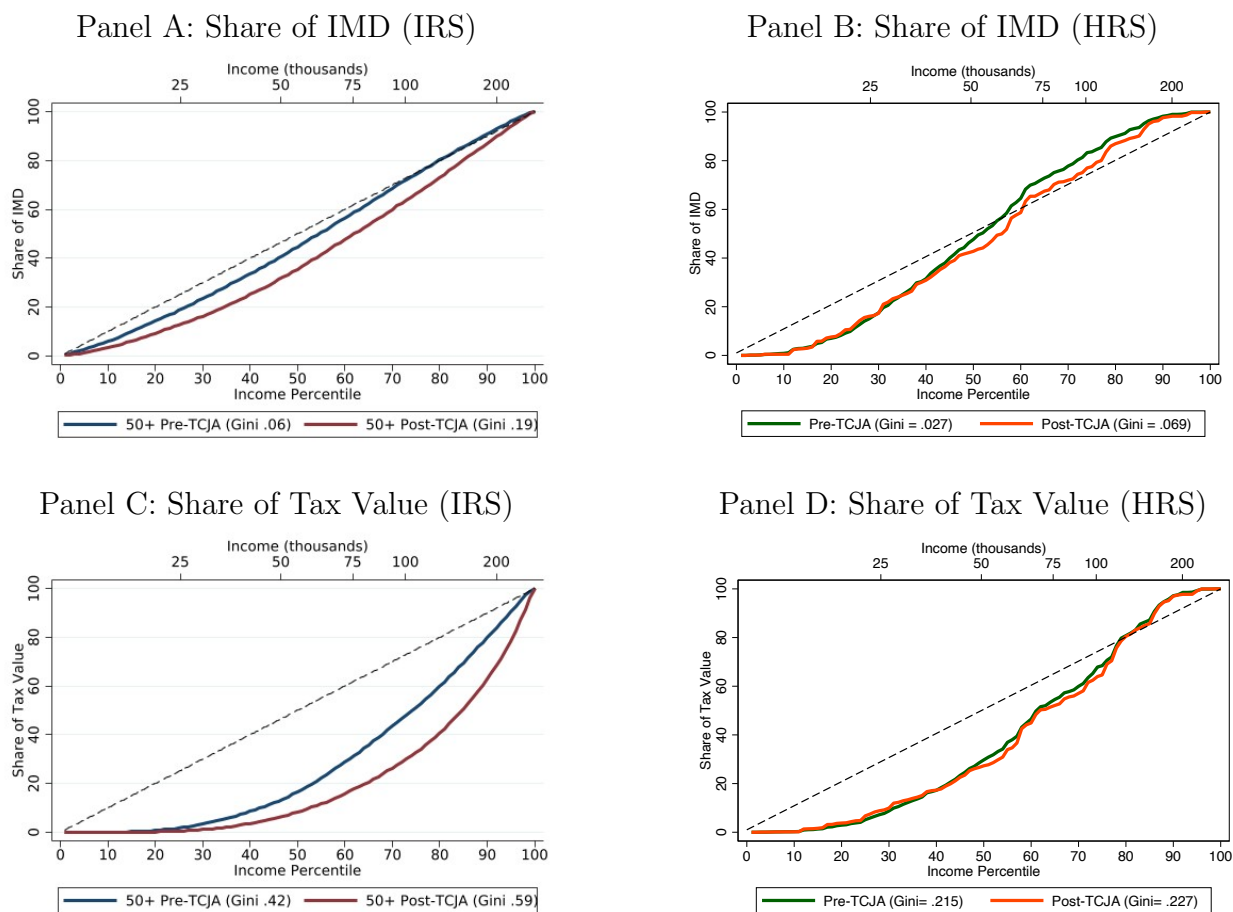 Panel A: Share of IMD (IRS)
Income (thousands)
25 50 75 100 200
Share of IMD
100
80
60
40
20
0
0 10 20 30 40 50 60 70 80 90 100
Income Percentile
50+ Pre-TCJA (Gini .06) 50+ Post-TCJA (Gini .19)
Panel B: Share of IMD (HRS)
Income (thousands)
25 50 75 100 200
Share of IMD
100
80
60
40
20
0
0 10 20 30 40 50 60 70 80 90 100
Income Percentile
Pre-TCJA (Gini = .027) Post-TCJA (Gini = .069)
Panel C: Share of Tax Value (IRS)
Income (thousands)
25 50 75 100 200
Share of Tax Value
100
80
60
40
20
0
0 10 20 30 40 50 60 70 80 90 100
Income Percentile
50+ Pre-TCJA (Gini .42) 50+ Post-TCJA (Gini .59)
Panel D: Share of Tax Value (HRS)
Income (thousands)
25 50 75 100 200
Share of Tax Value
100
80
60
40
20
0
0 10 20 30 40 50 60 70 80 90 100
Income Percentile
Pre-TCJA (Gini= .215) Post-TCJA (Gini= .227)